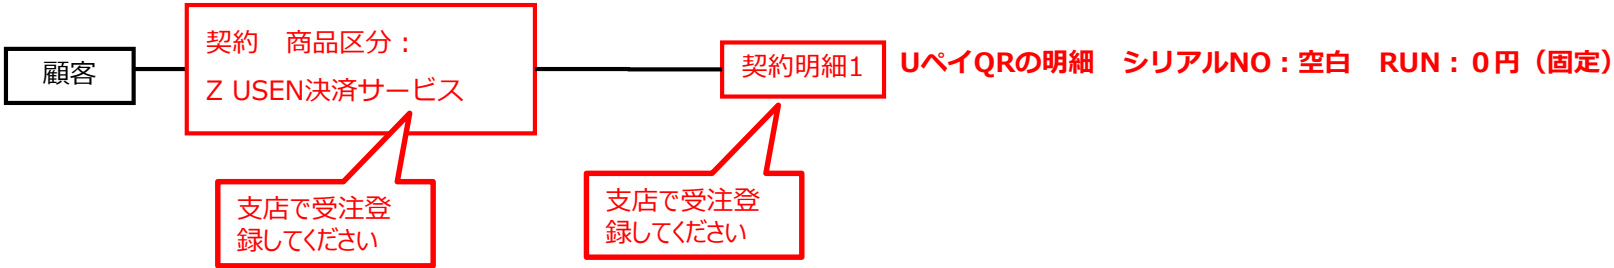 顧客
契約　商品区分：
Z USEN決済サービス
契約明細1
UペイQRの明細　シリアルNO：空白　RUN：０円（固定）
支店で受注登
録してください
支店で受注登
録してください